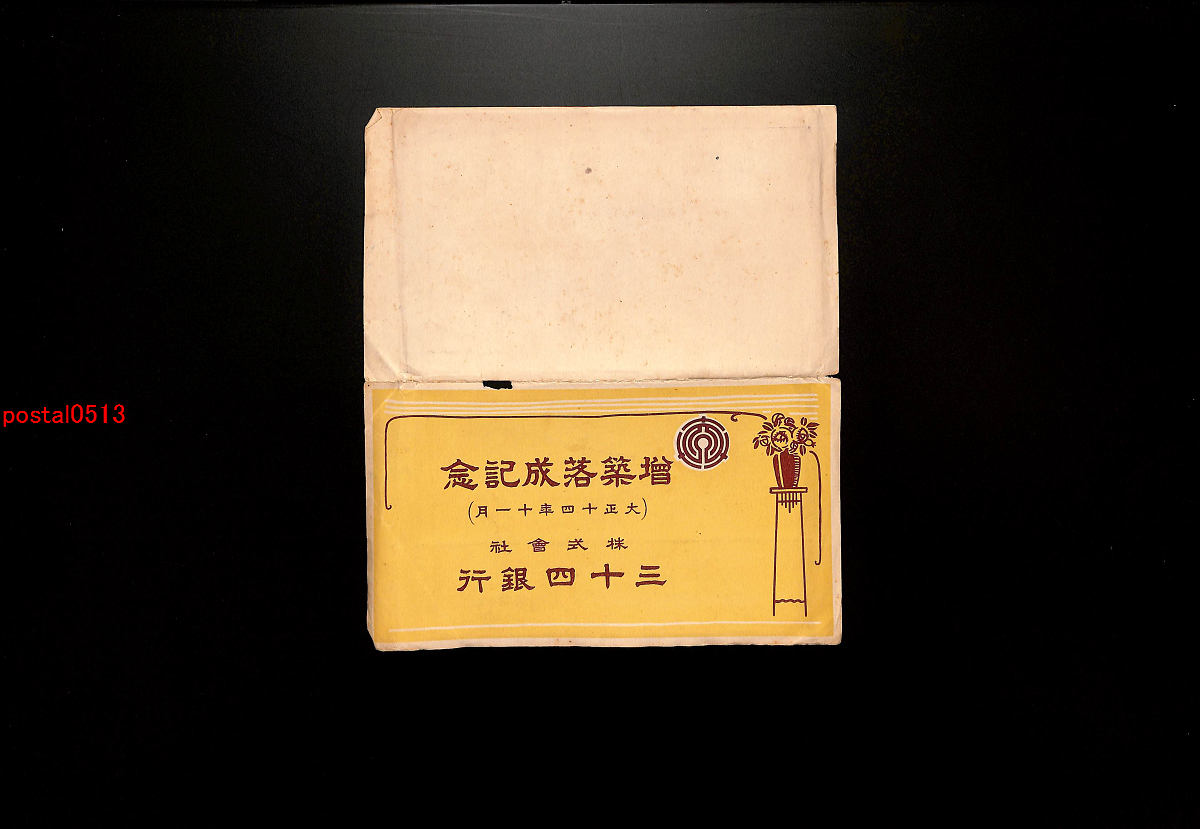 postal0513
增築落成記念
(大正十四年十一月)
株式會社
三十四銀行